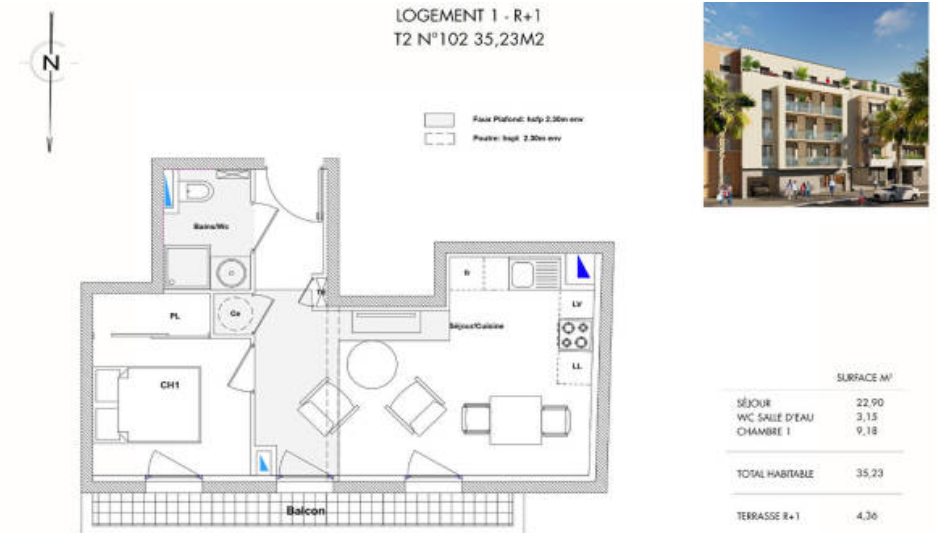 LOGEMENT 1 - R+1
T2 N°102 35,23M2
N
Faux Plafond: hsfp 2.30m env
Poutre: hspt 2.30m env
Bains/Wc
R
TE
LV
PL
Ce
Séjour/Cuisine
LL
CH1
Balcon
SURFACE M²
SÉJOUR 22,90
WC SALLE D'EAU 3,15
CHAMBRE 1 9,18
TOTAL HABITABLE 35,23
TERRASSE R+1 4,36